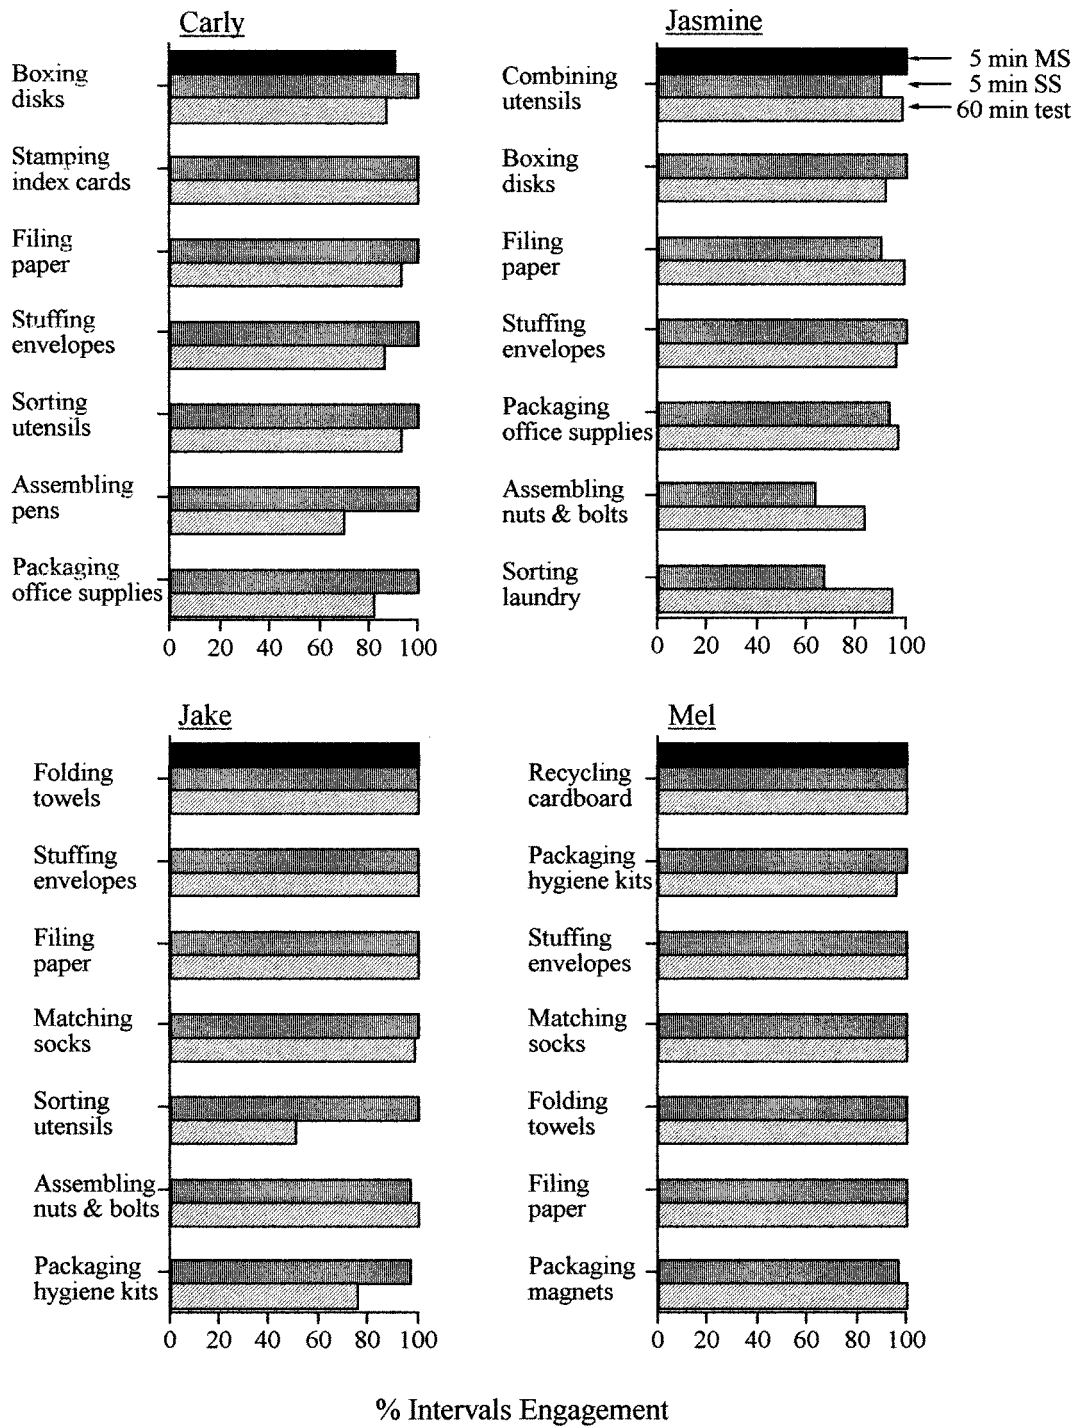 Carly
Boxing
disks
Stamping
index cards
Filing
paper
Stuffing
envelopes
Sorting
utensils
Assembling
pens
Packaging
office supplies
0 20 40 60 80 100
Jasmine
5 min MS
5 min SS
60 min test
Combining
utensils
Boxing
disks
Filing
paper
Stuffing
envelopes
Packaging
office supplies
Assembling
nuts & bolts
Sorting
laundry
0 20 40 60 80 100
Jake
Folding
towels
Stuffing
envelopes
Filing
paper
Matching
socks
Sorting
utensils
Assembling
nuts & bolts
Packaging
hygiene kits
0 20 40 60 80 100
Mel
Recycling
cardboard
Packaging
hygiene kits
Stuffing
envelopes
Matching
socks
Folding
towels
Filing
paper
Packaging
magnets
0 20 40 60 80 100
% Intervals Engagement